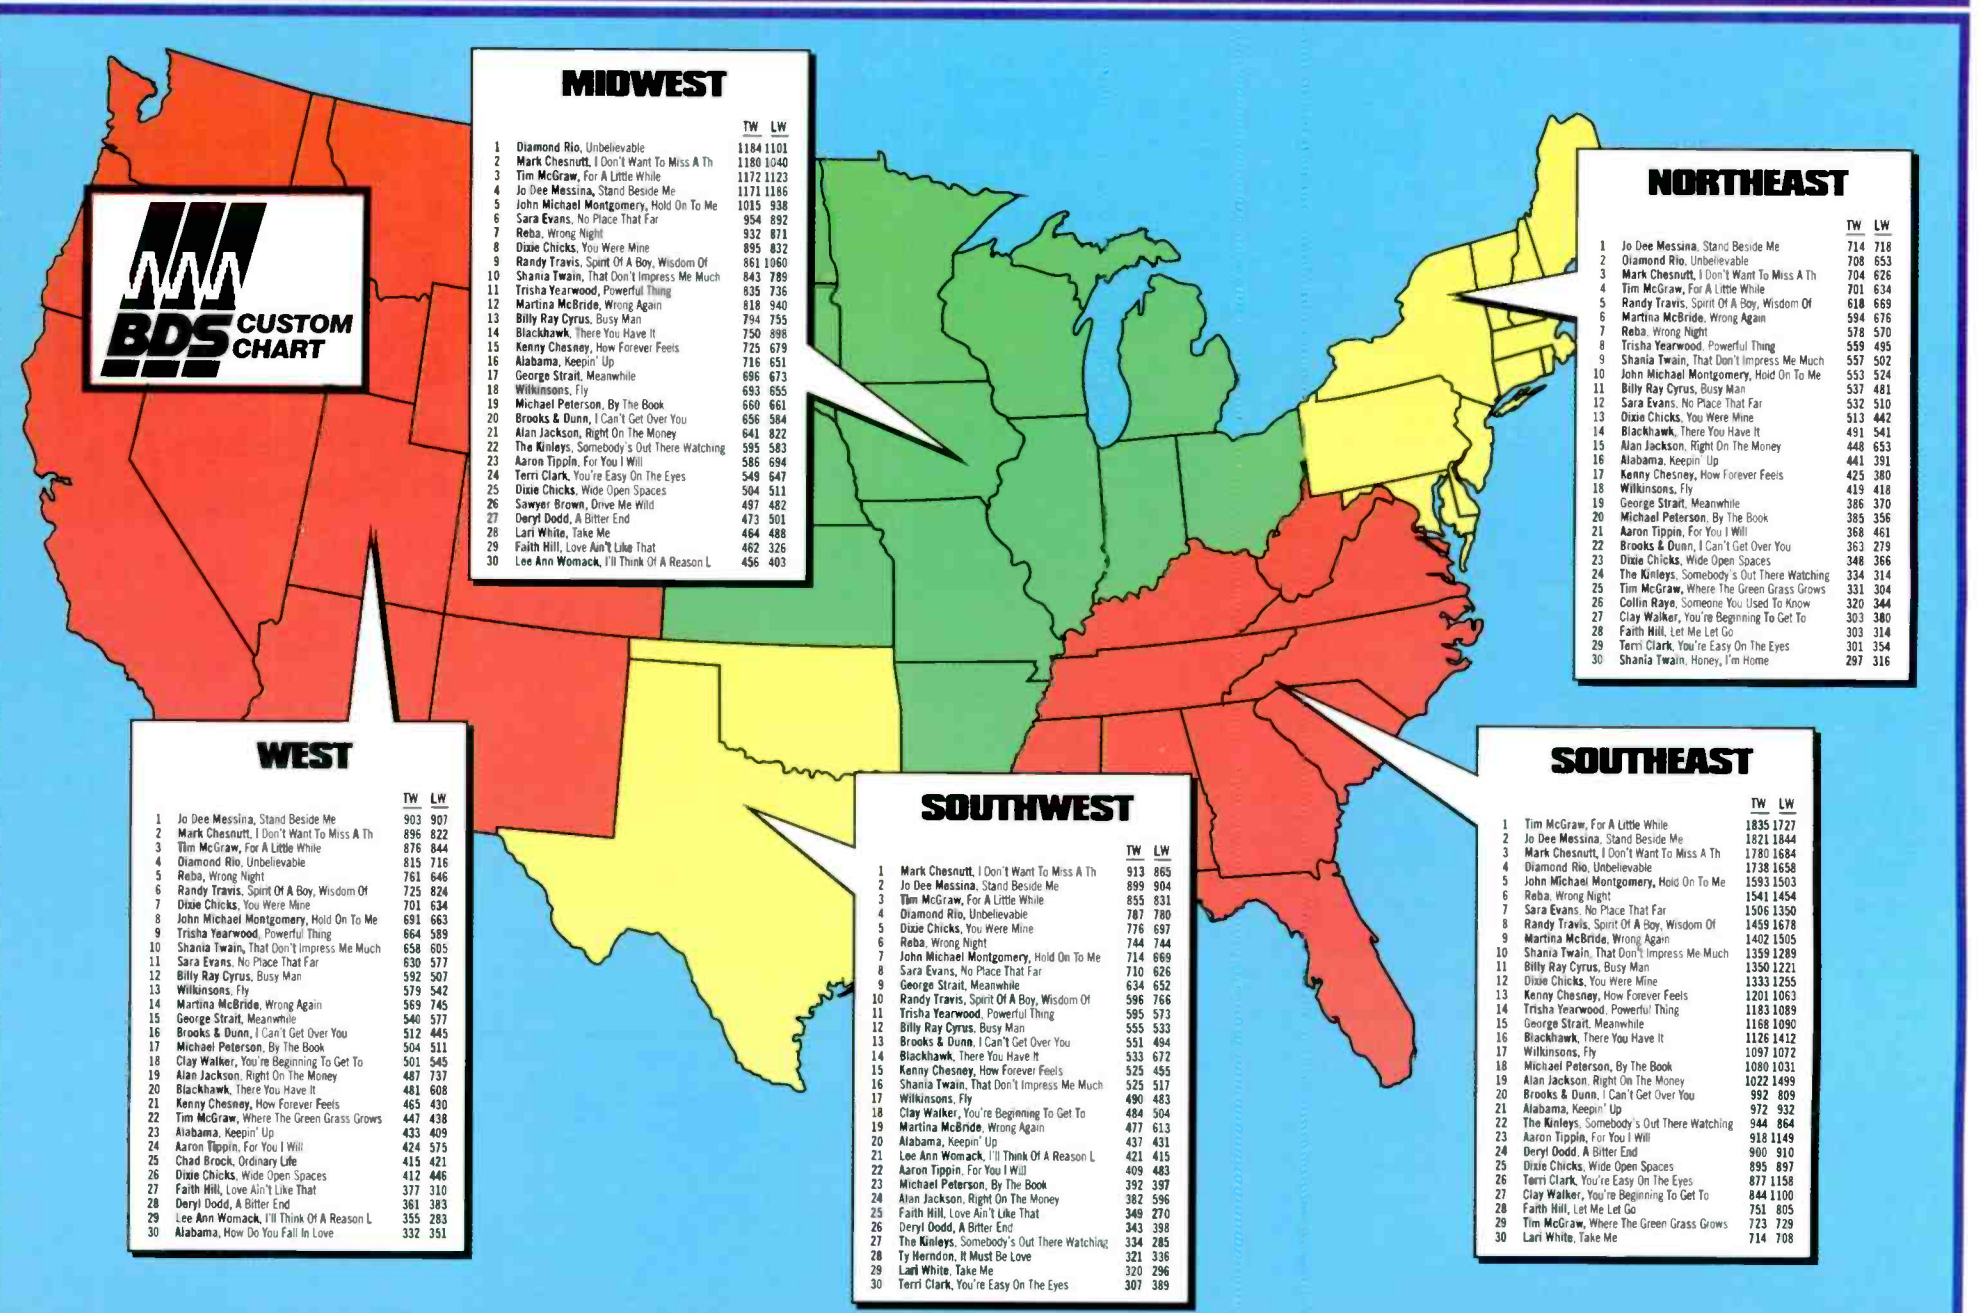 MIDWEST
TW LW
1 Diamond Rio, Unbelievable 1184 1101
2 Mark Chesnutt, I Don't Want To Miss A Th 1180 1040
3 Tim McGraw, For A Little While 1172 1123
4 Jo Dee Messina, Stand Beside Me 1171 1186
5 John Michael Montgomery, Hold On To Me 1015 938
6 Sara Evans, No Place That Far 954 892
7 Reba, Wrong Night 932 871
8 Dixie Chicks, You Were Mine 895 832
9 Randy Travis, Spirit Of A Boy, Wisdom Of 861 1060
10 Shania Twain, That Don't Impress Me Much 843 789
11 Trisha Yearwood, Powerful Thing 835 736
12 Martina McBride, Wrong Again 818 940
13 Billy Ray Cyrus, Busy Man 794 755
14 Blackhawk, There You Have It 750 898
15 Kenny Chesney, How Forever Feels 725 679
16 Alabama, Keepin' Up 716 651
17 George Strait, Meanwhile 696 673
18 Wilkinsons, Fly 693 655
19 Michael Peterson, By The Book 660 661
20 Brooks & Dunn, I Can't Get Over You 656 584
21 Alan Jackson, Right On The Money 641 822
22 The Kinleys, Somebody's Out There Watching 595 583
23 Aaron Tippin, For You I Will 586 694
24 Terri Clark, You're Easy On The Eyes 549 647
25 Dixie Chicks, Wide Open Spaces 504 511
26 Sawyer Brown, Drive Me Wild 497 482
27 Deryl Dodd, A Bitter End 473 501
28 Lari White, Take Me 464 488
29 Faith Hill, Love Ain't Like That 462 326
30 Lee Ann Womack, I'll Think Of A Reason L 456 403
NORTHEAST
TW LW
1 Jo Dee Messina, Stand Beside Me 714 718
2 Diamond Rio, Unbelievable 708 653
3 Mark Chesnutt, I Don't Want To Miss A Th 704 626
4 Tim McGraw, For A Little While 701 634
5 Randy Travis, Spirit Of A Boy, Wisdom Of 618 669
6 Martina McBride, Wrong Again 594 676
7 Reba, Wrong Night 578 570
8 Trisha Yearwood, Powerful Thing 559 495
9 Shania Twain, That Don't Impress Me Much 557 502
10 John Michael Montgomery, Hold On To Me 553 524
11 Billy Ray Cyrus, Busy Man 537 481
12 Sara Evans, No Place That Far 532 510
13 Dixie Chicks, You Were Mine 513 442
14 Blackhawk, There You Have It 491 541
15 Alan Jackson, Right On The Money 448 653
16 Alabama, Keepin' Up 441 391
17 Kenny Chesney, How Forever Feels 425 380
18 Wilkinsons, Fly 419 418
19 George Strait, Meanwhile 386 370
20 Michael Peterson, By The Book 385 356
21 Aaron Tippin, For You I Will 368 461
22 Brooks & Dunn, I Can't Get Over You 363 279
23 Dixie Chicks, Wide Open Spaces 348 366
24 The Kinleys, Somebody's Out There Watching 334 314
25 Tim McGraw, Where The Green Grass Grows 331 304
26 Collin Raye, Someone You Used To Know 320 344
27 Clay Walker, You're Beginning To Get To 303 380
28 Faith Hill, Let Me Let Go 303 314
29 Terri Clark, You're Easy On The Eyes 301 354
30 Shania Twain, Honey, I'm Home 297 316
BDS CUSTOM
CHART
WEST
TW LW
1 Jo Dee Messina, Stand Beside Me 903 907
2 Mark Chesnutt, I Don't Want To Miss A Th 896 822
3 Tim McGraw, For A Little While 876 844
4 Diamond Rio, Unbelievable 815 716
5 Reba, Wrong Night 761 646
6 Randy Travis, Spirit Of A Boy, Wisdom Of 725 824
7 Dixie Chicks, You Were Mine 701 634
8 John Michael Montgomery, Hold On To Me 691 663
9 Trisha Yearwood, Powerful Thing 664 589
10 Shania Twain, That Don't Impress Me Much 658 605
11 Sara Evans, No Place That Far 630 577
12 Billy Ray Cyrus, Busy Man 592 507
13 Wilkinsons, Fly 579 542
14 Martina McBride, Wrong Again 569 745
15 George Strait, Meanwhile 540 577
16 Brooks & Dunn, I Can't Get Over You 512 445
17 Michael Peterson, By The Book 504 511
18 Clay Walker, You're Beginning To Get To 501 545
19 Alan Jackson, Right On The Money 487 737
20 Blackhawk, There You Have It 481 608
21 Kenny Chesney, How Forever Feels 465 430
22 Tim McGraw, Where The Green Grass Grows 447 438
23 Alabama, Keepin' Up 433 409
24 Aaron Tippin, For You I Will 424 575
25 Chad Brock, Ordinary Life 415 421
26 Dixie Chicks, Wide Open Spaces 412 446
27 Faith Hill, Love Ain't Like That 377 310
28 Deryl Dodd, A Bitter End 361 383
29 Lee Ann Womack, I'll Think Of A Reason L 355 283
30 Alabama, How Do You Fall In Love 332 351
SOUTHWEST
TW LW
1 Mark Chesnutt, I Don't Want To Miss A Th 913 865
2 Jo Dee Messina, Stand Beside Me 899 904
3 Tim McGraw, For A Little While 855 831
4 Diamond Rio, Unbelievable 787 780
5 Dixie Chicks, You Were Mine 776 697
6 Reba, Wrong Night 744 744
7 John Michael Montgomery, Hold On To Me 714 669
8 Sara Evans, No Place That Far 710 626
9 George Strait, Meanwhile 634 652
10 Randy Travis, Spirit Of A Boy, Wisdom Of 596 766
11 Trisha Yearwood, Powerful Thing 595 573
12 Billy Ray Cyrus, Busy Man 555 533
13 Brooks & Dunn, I Can't Get Over You 551 494
14 Blackhawk, There You Have It 533 672
15 Kenny Chesney, How Forever Feels 525 455
16 Shania Twain, That Don't Impress Me Much 525 517
17 Wilkinsons, Fly 490 483
18 Clay Walker, You're Beginning To Get To 484 504
19 Martina McBride, Wrong Again 477 613
20 Alabama, Keepin' Up 437 431
21 Lee Ann Womack, I'll Think Of A Reason L 421 415
22 Aaron Tippin, For You I Will 409 483
23 Michael Peterson, By The Book 392 397
24 Alan Jackson, Right On The Money 382 596
25 Faith Hill, Love Ain't Like That 349 270
26 Deryl Dodd, A Bitter End 343 398
27 The Kinleys, Somebody's Out There Watching 334 285
28 Ty Herndon, It Must Be Love 321 336
29 Lari White, Take Me 320 296
30 Terri Clark, You're Easy On The Eyes 307 389
SOUTHEAST
TW LW
1 Tim McGraw, For A Little While 1835 1727
2 Jo Dee Messina, Stand Beside Me 1821 1844
3 Mark Chesnutt, I Don't Want To Miss A Th 1780 1684
4 Diamond Rio, Unbelievable 1738 1658
5 John Michael Montgomery, Hold On To Me 1593 1503
6 Reba, Wrong Night 1541 1454
7 Sara Evans, No Place That Far 1506 1350
8 Randy Travis, Spirit Of A Boy, Wisdom Of 1459 1678
9 Martina McBride, Wrong Again 1402 1505
10 Shania Twain, That Don't Impress Me Much 1359 1289
11 Billy Ray Cyrus, Busy Man 1350 1221
12 Dixie Chicks, You Were Mine 1333 1255
13 Kenny Chesney, How Forever Feels 1201 1063
14 Trisha Yearwood, Powerful Thing 1183 1089
15 George Strait, Meanwhile 1168 1090
16 Blackhawk, There You Have It 1126 1412
17 Wilkinsons, Fly 1097 1072
18 Michael Peterson, By The Book 1080 1031
19 Alan Jackson, Right On The Money 1022 1499
20 Brooks & Dunn, I Can't Get Over You 992 809
21 Alabama, Keepin' Up 972 932
22 The Kinleys, Somebody's Out There Watching 944 864
23 Aaron Tippin, For You I Will 918 1149
24 Deryl Dodd, A Bitter End 900 910
25 Dixie Chicks, Wide Open Spaces 895 897
26 Terri Clark, You're Easy On The Eyes 877 1158
27 Clay Walker, You're Beginning To Get To 844 1100
28 Faith Hill, Let Me Let Go 751 805
29 Tim McGraw, Where The Green Grass Grows 723 729
30 Lari White, Take Me 714 708